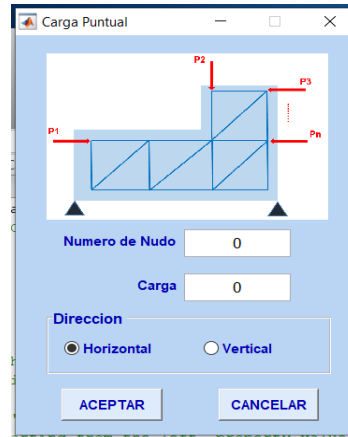 Carga Puntual
P2
P3
P1
Pn
Numero de Nudo
0
Carga
0
Direccion
Horizontal
Vertical
ACEPTAR
CANCELAR